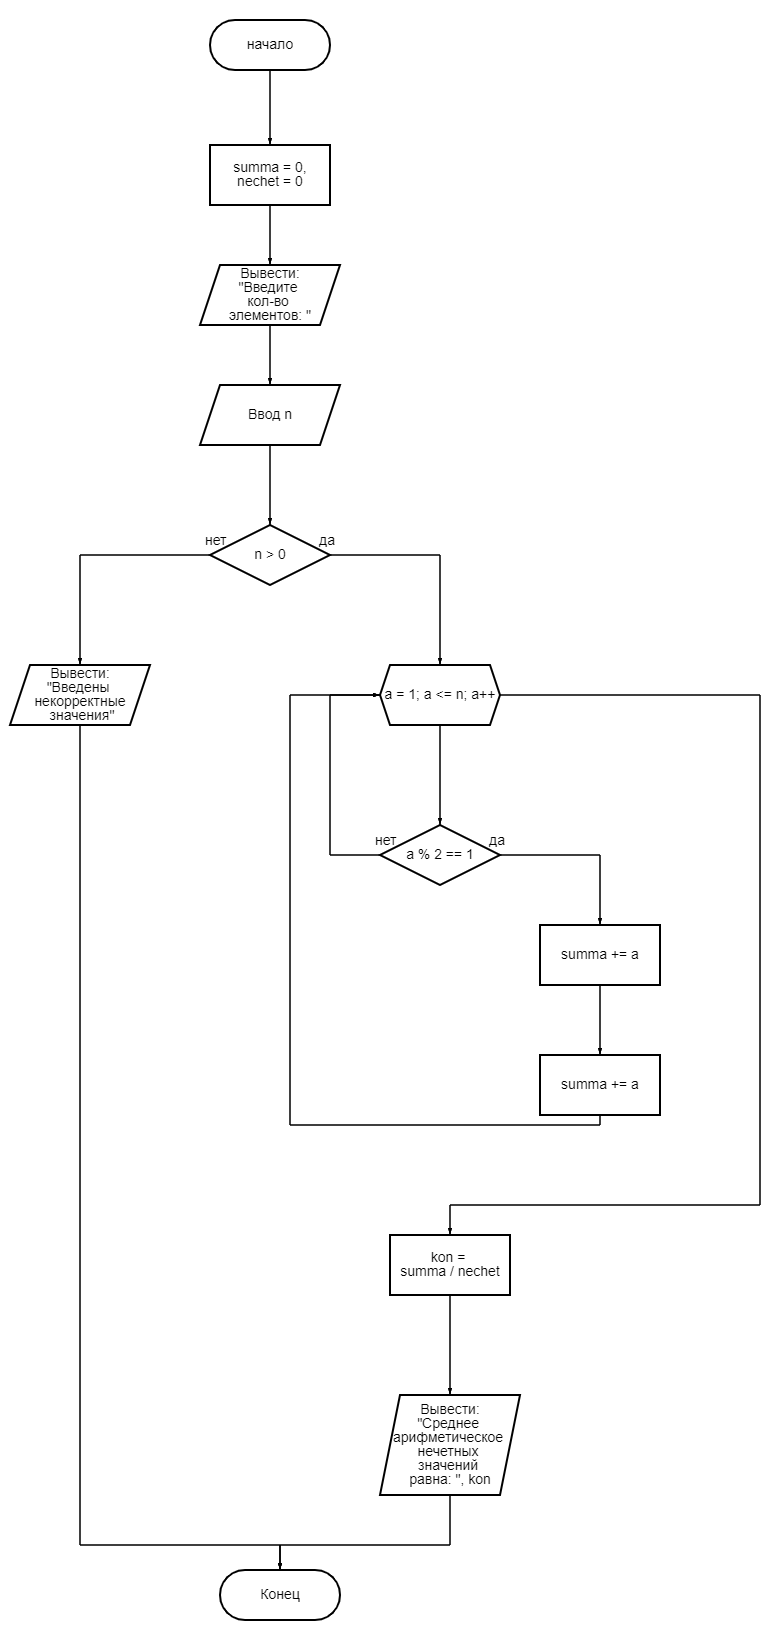 начало
summa = 0,
nechet = 0
Вывести:
"Введите
кол-во
элементов: "
Ввод n
нет
да
n > 0
Вывести:
"Введены
некорректные
значения"
a = 1; a <= n; a++
нет
да
a % 2 == 1
summa += a
summa += a
kon =
summa / nechet
Вывести:
"Среднее
арифметическое
нечетных
значений
равна: ", kon
Конец